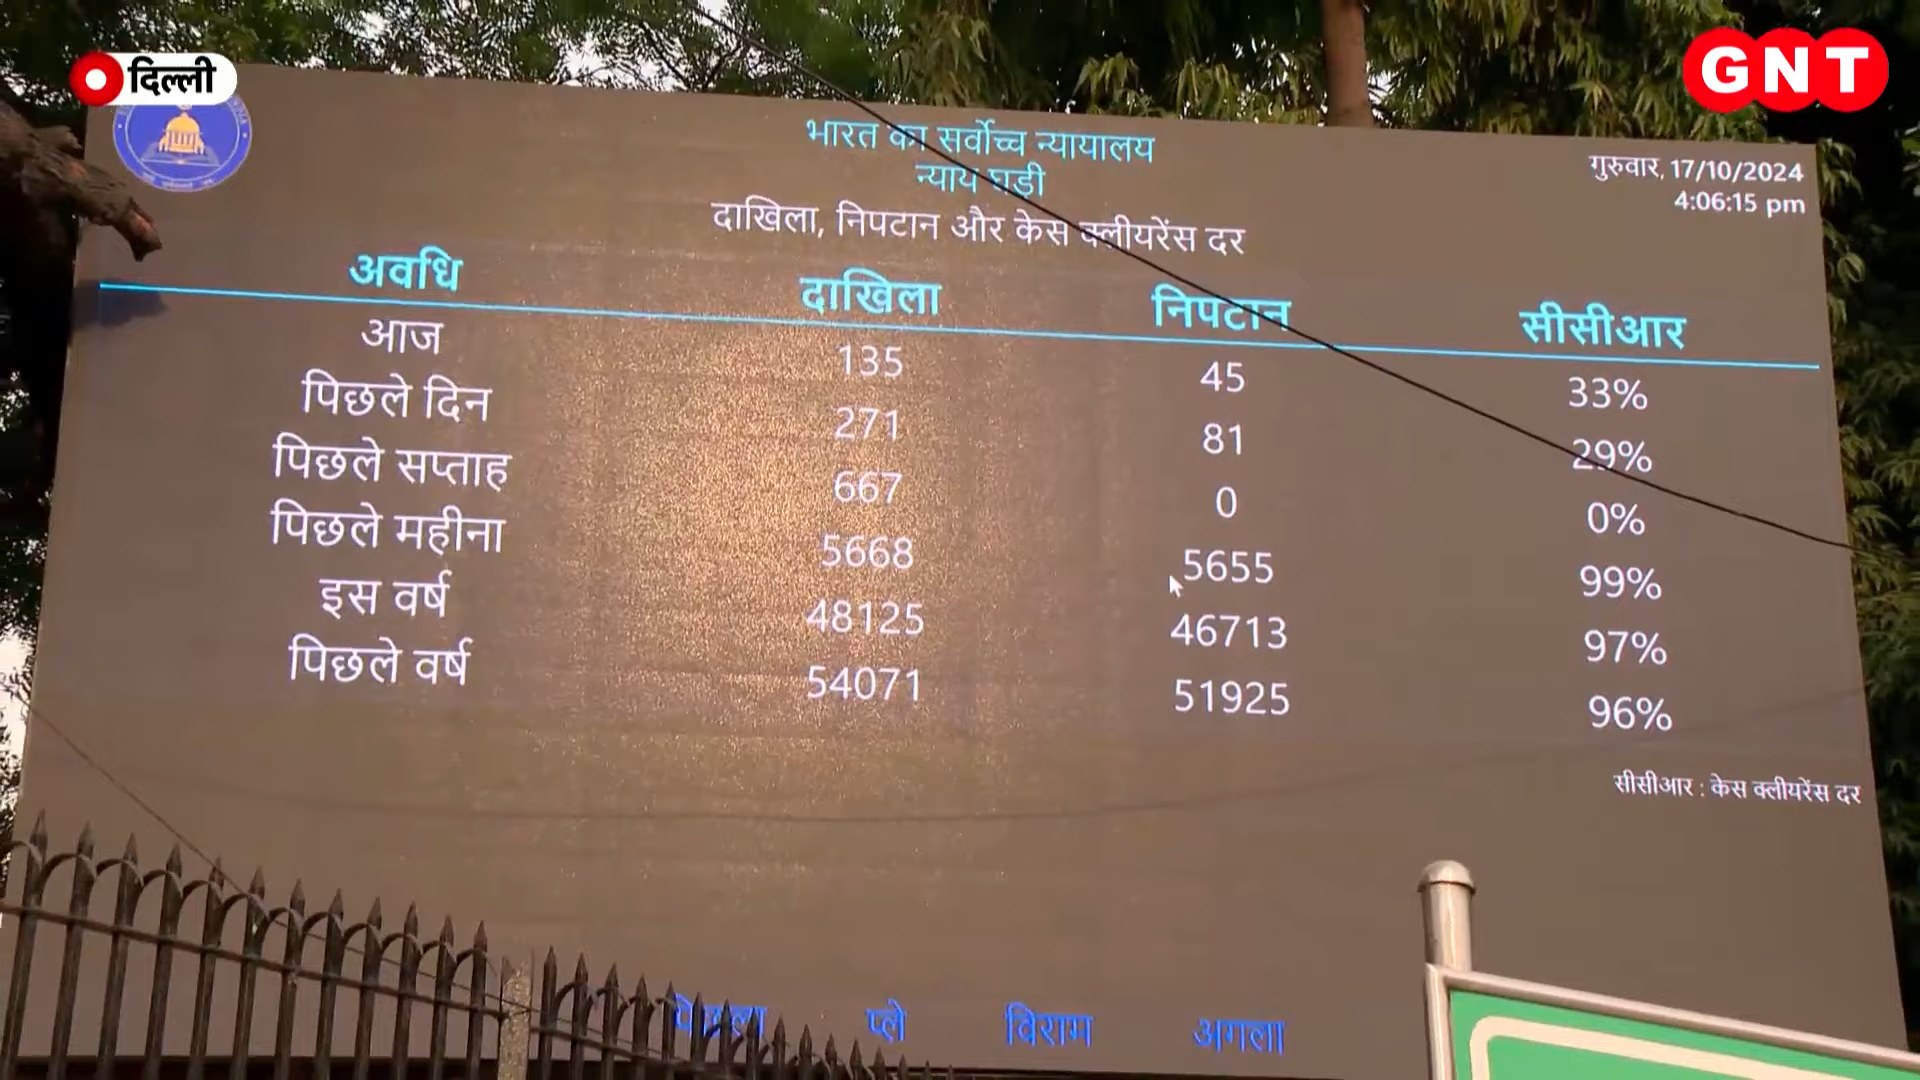 दिल्ली
GNT
भारत का सर्वोच्च न्यायालय
न्याय घड़ी
गुरुवार, 17/10/2024
4:06:15 pm
दाखिला, निपटान और केस क्लीयरेंस दर
अवधि दाखिला निपटान सीसीआर
आज 135 45 33%
पिछले दिन 271 81 29%
पिछले सप्ताह 667 0 0%
पिछले महीना 5668 5655 99%
इस वर्ष 48125 46713 97%
पिछले वर्ष 54071 51925 96%
सीसीआर : केस क्लीयरेंस दर
प्ले विराम अगला